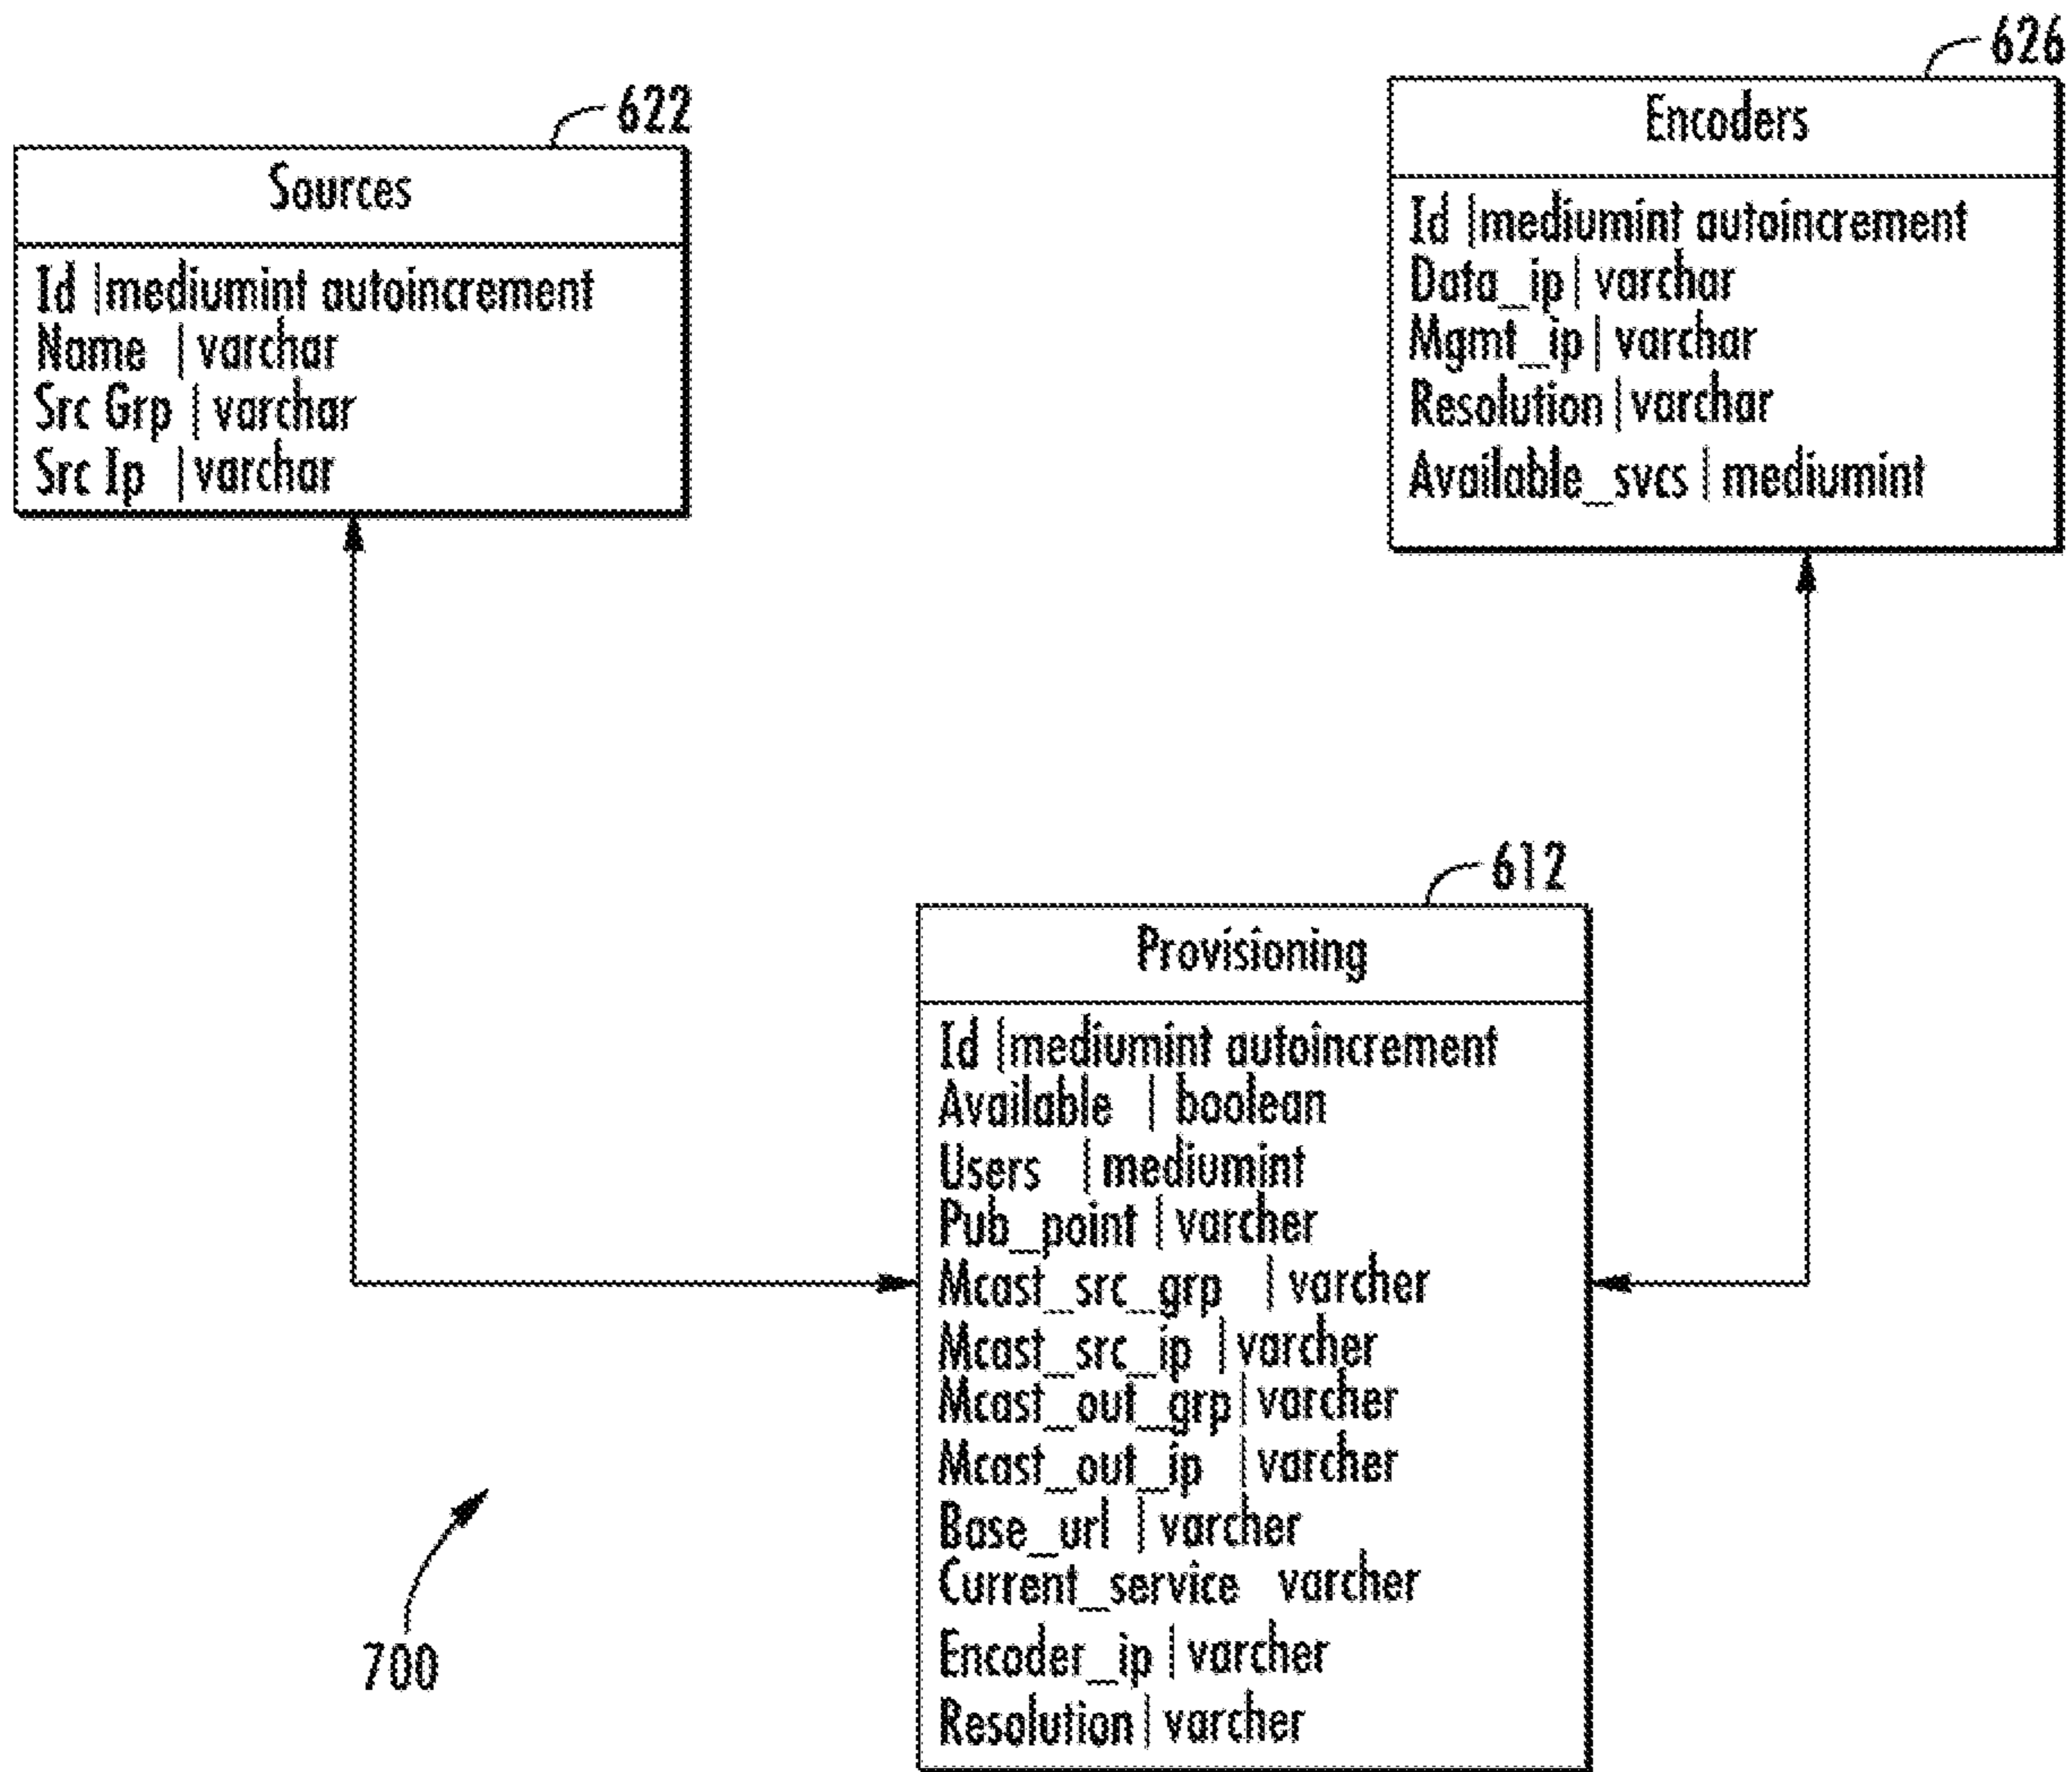 622
Sources
Id |mediumint autoincrement
Name | varchar
Src Grp | varchar
Src Ip | varchar
626
Encoders
Id |mediumint autoincrement
Data_ip | varchar
Mgmt_ip | varchar
Resolution | varchar
Available_svcs | mediumint
612
Provisioning
Id |mediumint autoincrement
Available | boolean
Users | mediumint
Pub_point | varcher
Mcast_src_grp | varcher
Mcast_src_ip | varcher
Mcast_out_grp | varcher
Mcast_out_ip | varcher
Base_url | varcher
Current_service varcher
Encoder_ip | varcher
Resolution | varcher
700